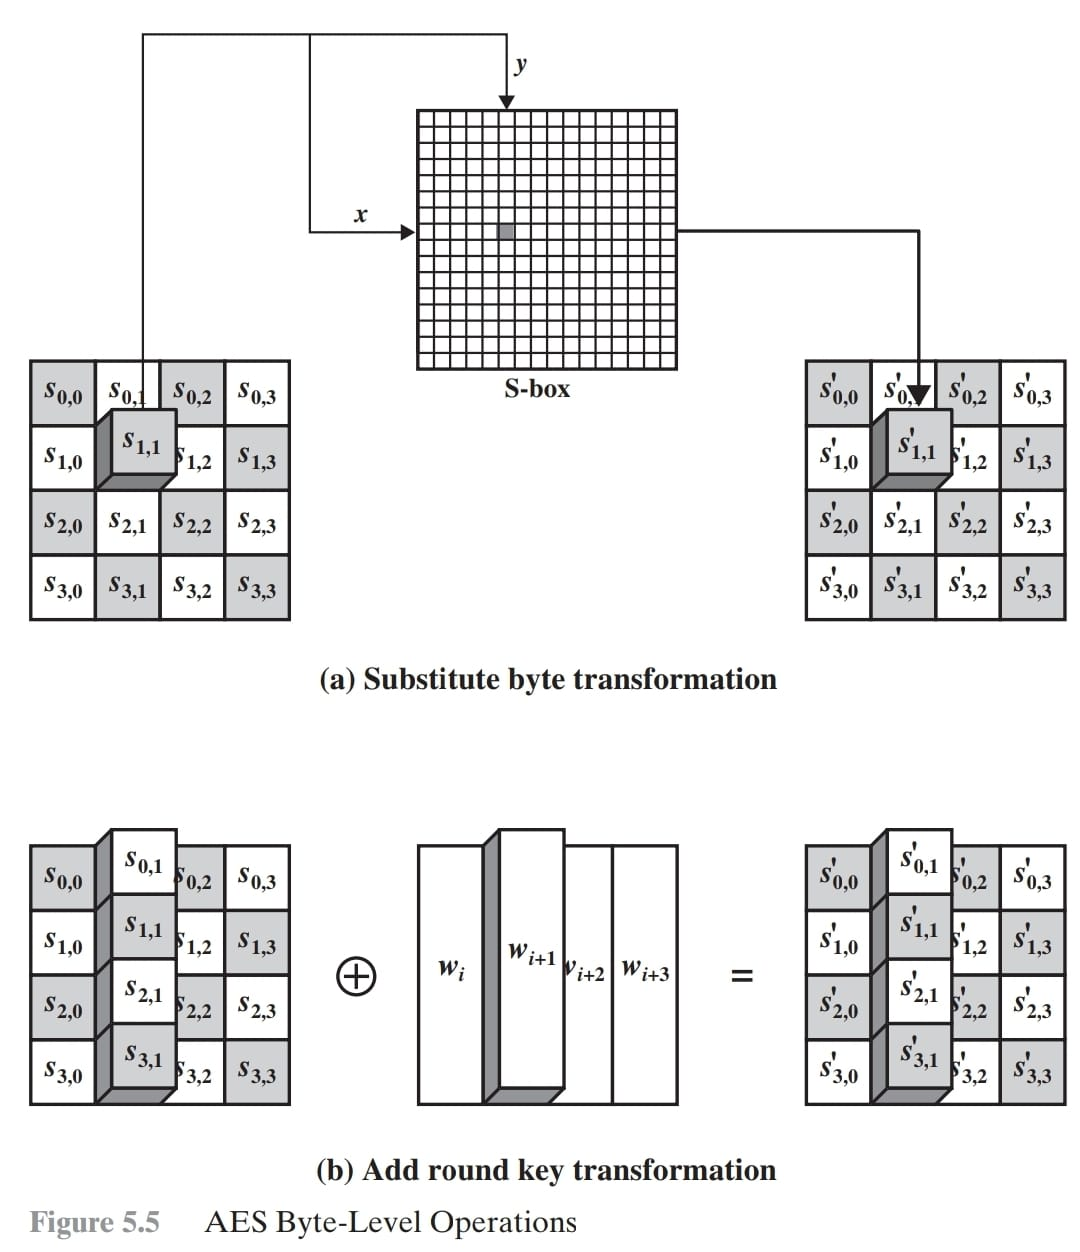 y
x
S-box
s0,0 s0,1 s0,2 s0,3
s1,0 s1,1 s1,2 s1,3
s2,0 s2,1 s2,2 s2,3
s3,0 s3,1 s3,2 s3,3
s'0,0 s'0, s'0,2 s'0,3
s'1,0 s'1,1 s'1,2 s'1,3
s'2,0 s'2,1 s'2,2 s'2,3
s'3,0 s'3,1 s'3,2 s'3,3
(a) Substitute byte transformation
s0,0 s0,1 s0,2 s0,3
s1,0 s1,1 s1,2 s1,3
s2,0 s2,1 s2,2 s2,3
s3,0 s3,1 s3,2 s3,3
⊕
wi wi+1 wi+2 wi+3
=
s'0,0 s'0,1 s'0,2 s'0,3
s'1,0 s'1,1 s'1,2 s'1,3
s'2,0 s'2,1 s'2,2 s'2,3
s'3,0 s'3,1 s'3,2 s'3,3
(b) Add round key transformation
Figure 5.5 AES Byte-Level Operations